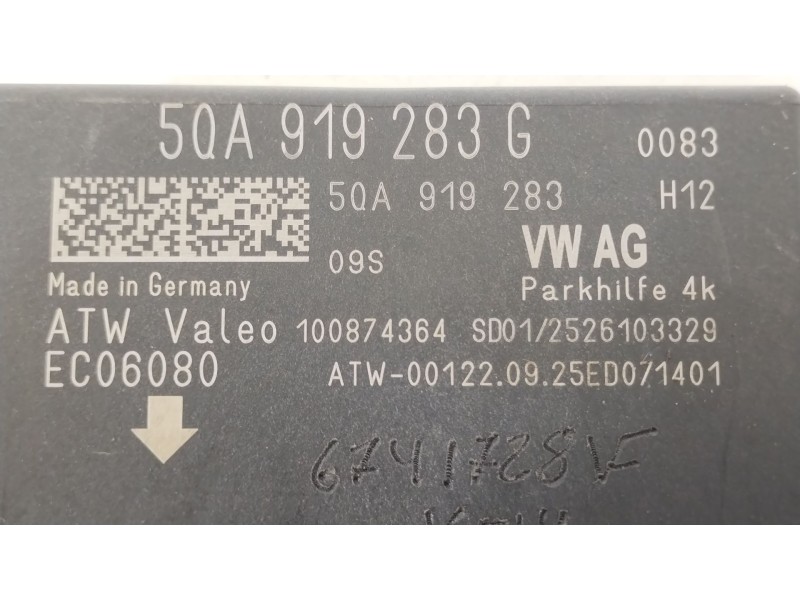 5QA 919 283 G 0083
5QA 919 283 H12
09S VW AG
Made in Germany Parkhilfe 4k
ATW Valeo 100874364 SD01/2526103329
EC06080 ATW-00122.09.25ED071401
6741728V